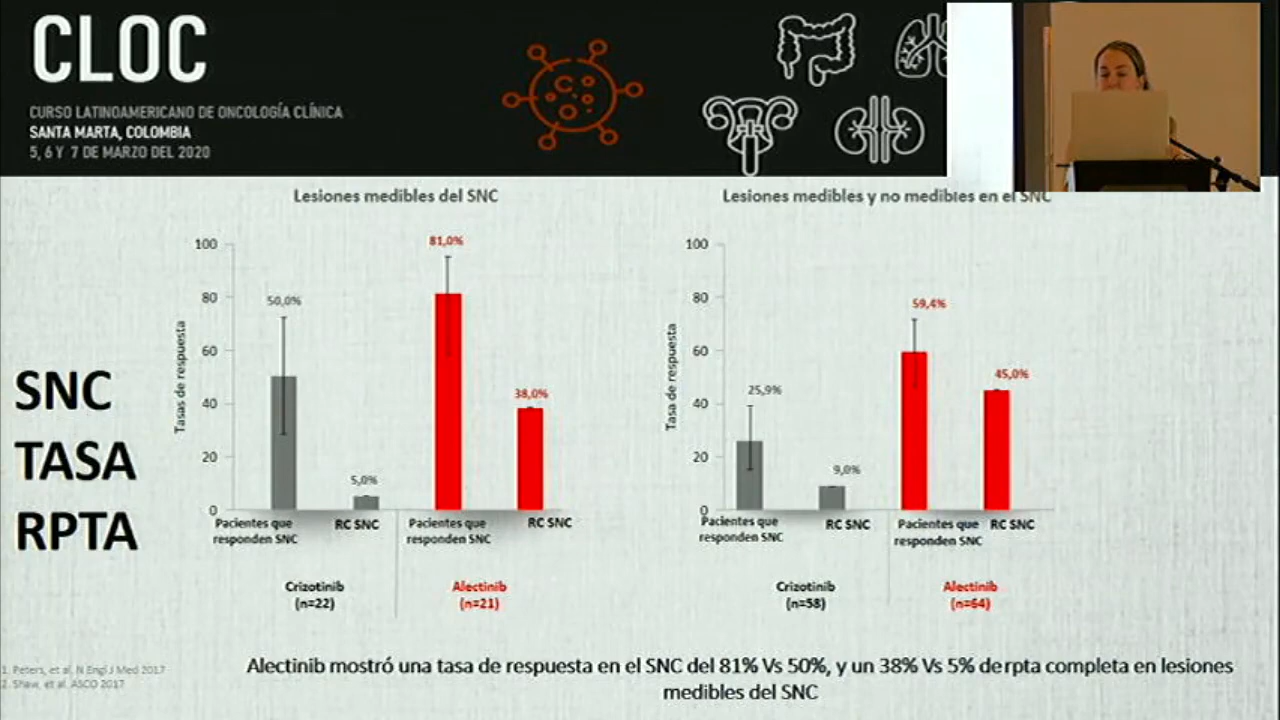 CLOC
CURSO LATINOAMERICANO DE ONCOLOGÍA CLÍNICA
SANTA MARTA, COLOMBIA
5, 6 Y 7 DE MARZO DEL 2020
SNC
TASA
RPTA
Lesiones medibles del SNC
Tasas de respuesta
100
80
60
40
20
0
50,0%
5,0%
81,0%
38,0%
Pacientes que
responden SNC
RC SNC
Pacientes que
responden SNC
RC SNC
Crizotinib
(n=22)
Alectinib
(n=21)
Lesiones medibles y no medibles en el SNC
Tasa de respuesta
100
80
60
40
20
0
25,9%
9,0%
59,4%
45,0%
Pacientes que
responden SNC
RC SNC
Pacientes que
responden SNC
RC SNC
Crizotinib
(n=58)
Alectinib
(n=64)
1. Peters, et al. N Engl J Med 2017
2. Shaw, et al. ASCO 2017
Alectinib mostró una tasa de respuesta en el SNC del 81% Vs 50%, y un 38% Vs 5% de rpta completa en lesiones
medibles del SNC